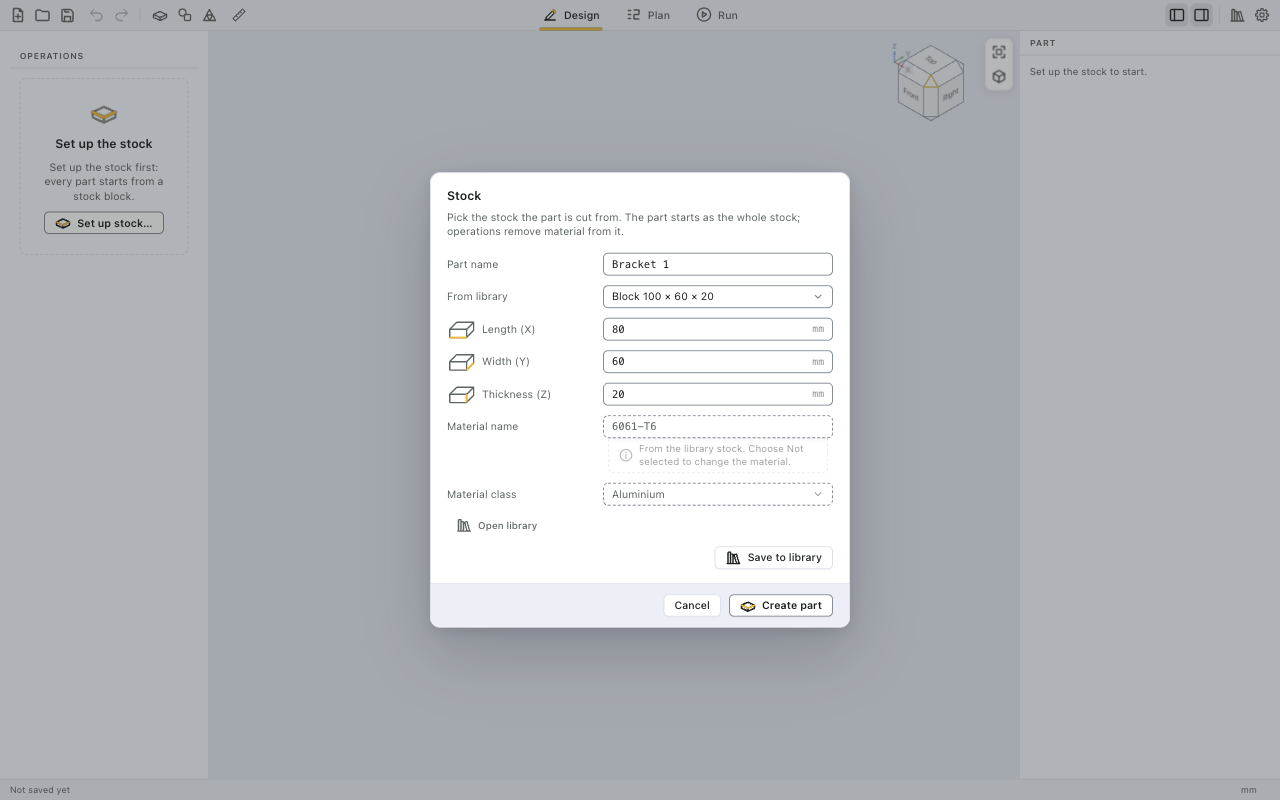 Design
Plan
Run
OPERATIONS
Set up the stock
Set up the stock first:
every part starts from a
stock block.
Set up stock...
Z
Y
X
Top
Front
Right
PART
Set up the stock to start.
Stock
Pick the stock the part is cut from. The part starts as the whole stock;
operations remove material from it.
Part name
Bracket 1
From library
Block 100 × 60 × 20
Length (X)
80 mm
Width (Y)
60 mm
Thickness (Z)
20 mm
Material name
6061-T6
From the library stock. Choose Not
selected to change the material.
Material class
Aluminium
Open library
Save to library
Cancel
Create part
Not saved yet
mm